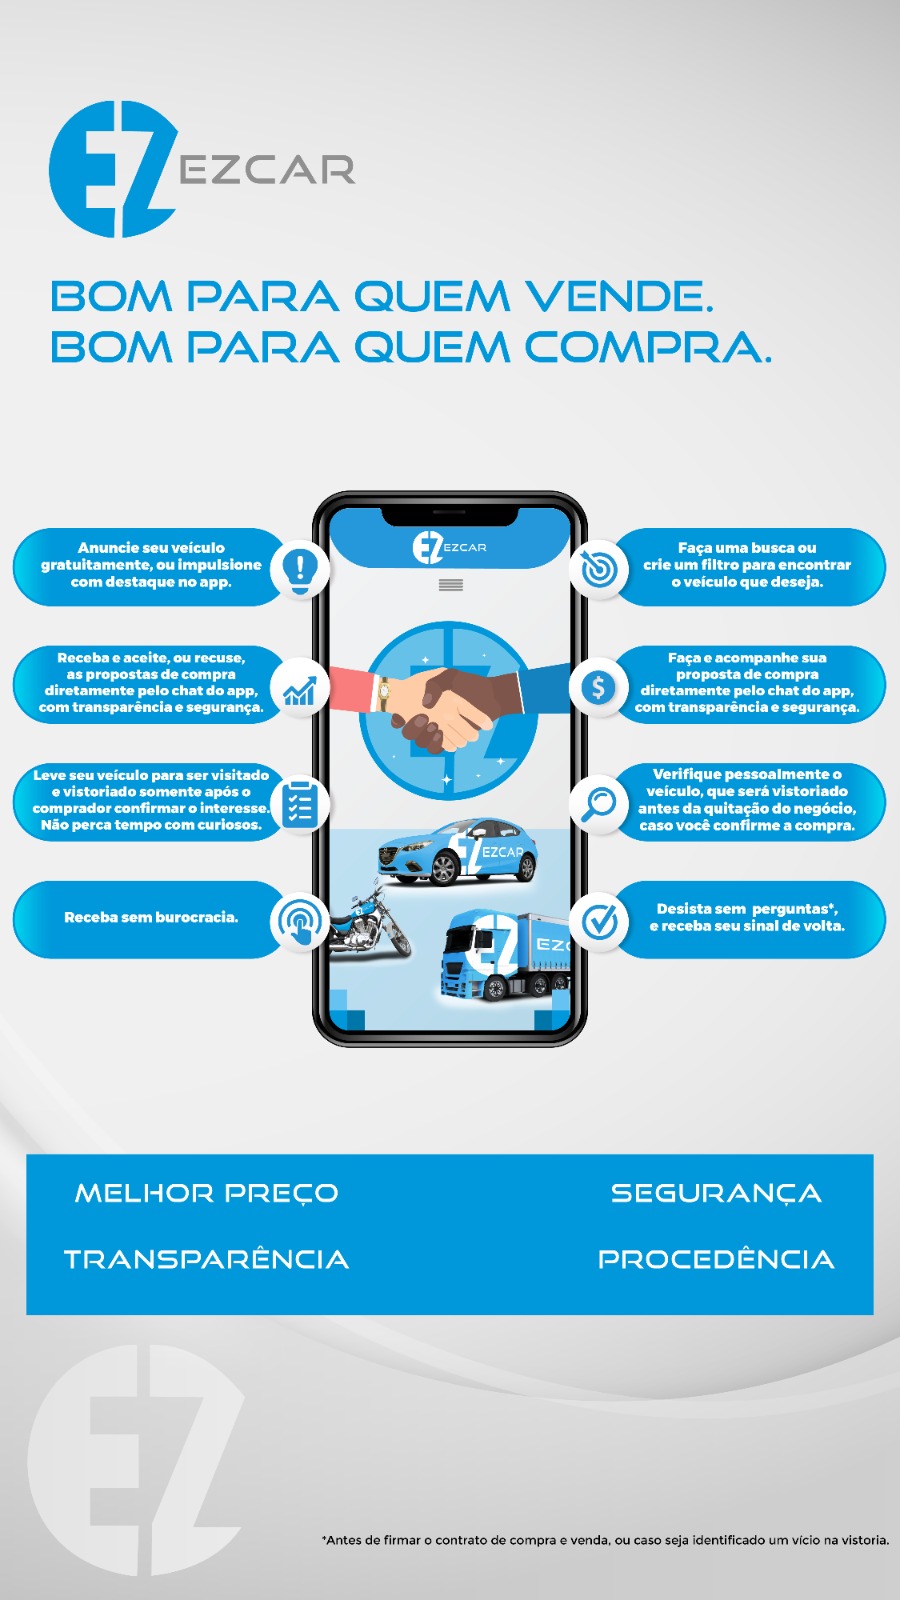 EZ EZCAR
BOM PARA QUEM VENDE.
BOM PARA QUEM COMPRA.
EZ EZCAR
Anuncie seu veículo
gratuitamente, ou impulsione
com destaque no app.
Receba e aceite, ou recuse,
as propostas de compra
diretamente pelo chat do app,
com transparência e segurança.
Leve seu veículo para ser visitado
e vistoriado somente após o
comprador confirmar o interesse.
Não perca tempo com curiosos.
Receba sem burocracia.
Faça uma busca ou
crie um filtro para encontrar
o veículo que deseja.
Faça e acompanhe sua
proposta de compra
diretamente pelo chat do app,
com transparência e segurança.
Verifique pessoalmente o
veículo, que será vistoriado
antes da quitação do negócio,
caso você confirme a compra.
Desista sem perguntas*,
e receba seu sinal de volta.
$
EZ
EZ EZCAR
EZ EZC
MELHOR PREÇO
SEGURANÇA
TRANSPARÊNCIA
PROCEDÊNCIA
EZ
*Antes de firmar o contrato de compra e venda, ou caso seja identificado um vício na vistoria.